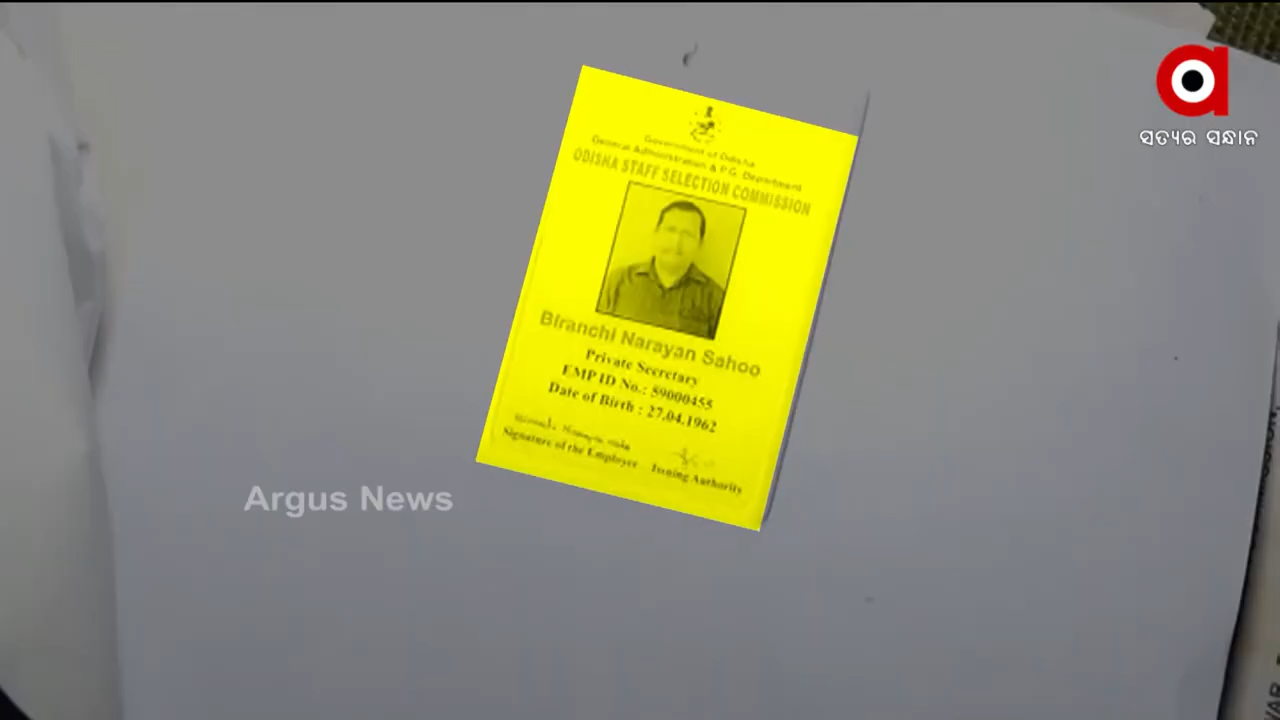 ସତ୍ୟର ସନ୍ଧାନ
Government of Odisha
General Administration & P.G. Department
ODISHA STAFF SELECTION COMMISSION
Biranchi Narayan Sahoo
Private Secretary
EMP ID No.: 59000455
Date of Birth : 27.04.1962
Signature of the Employee Issuing Authority
Argus News